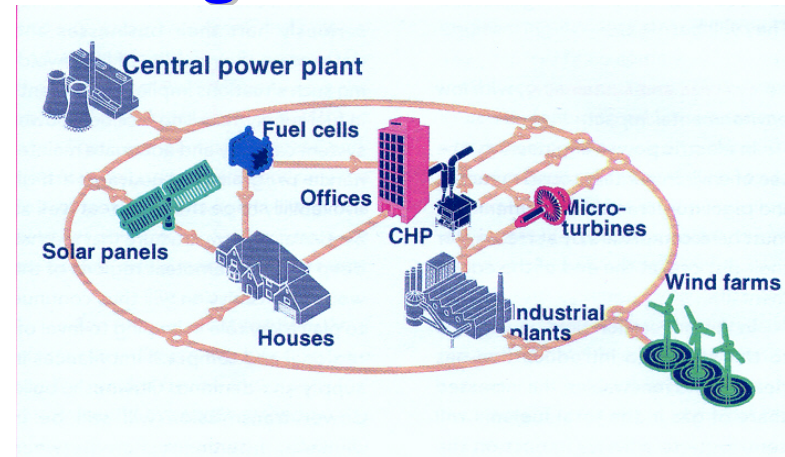 Central power plant
Fuel cells
Offices
CHP
Micro-
turbines
Solar panels
Wind farms
Houses
Industrial
plants